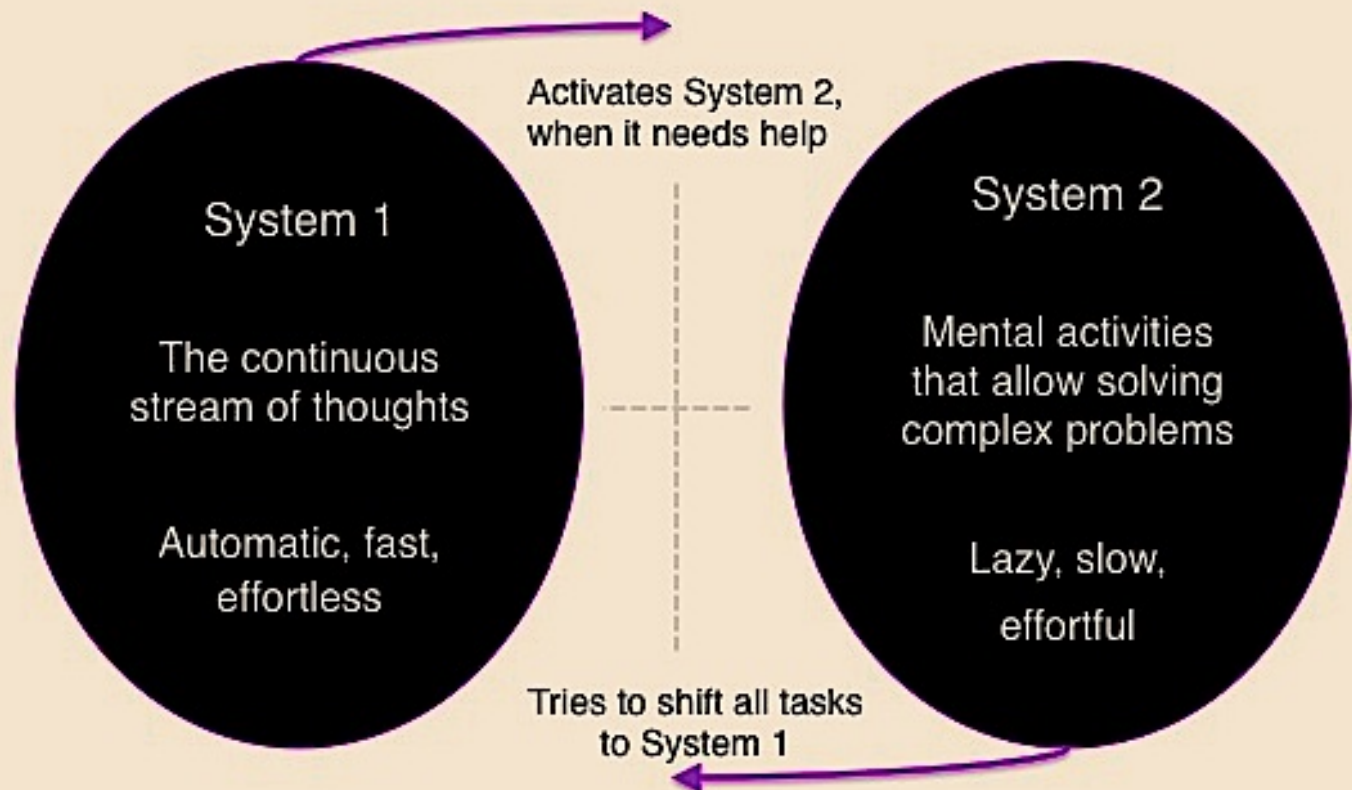 Activates System 2,
when it needs help
System 1
The continuous
stream of thoughts
Automatic, fast,
effortless
System 2
Mental activities
that allow solving
complex problems
Lazy, slow,
effortful
Tries to shift all tasks
to System 1